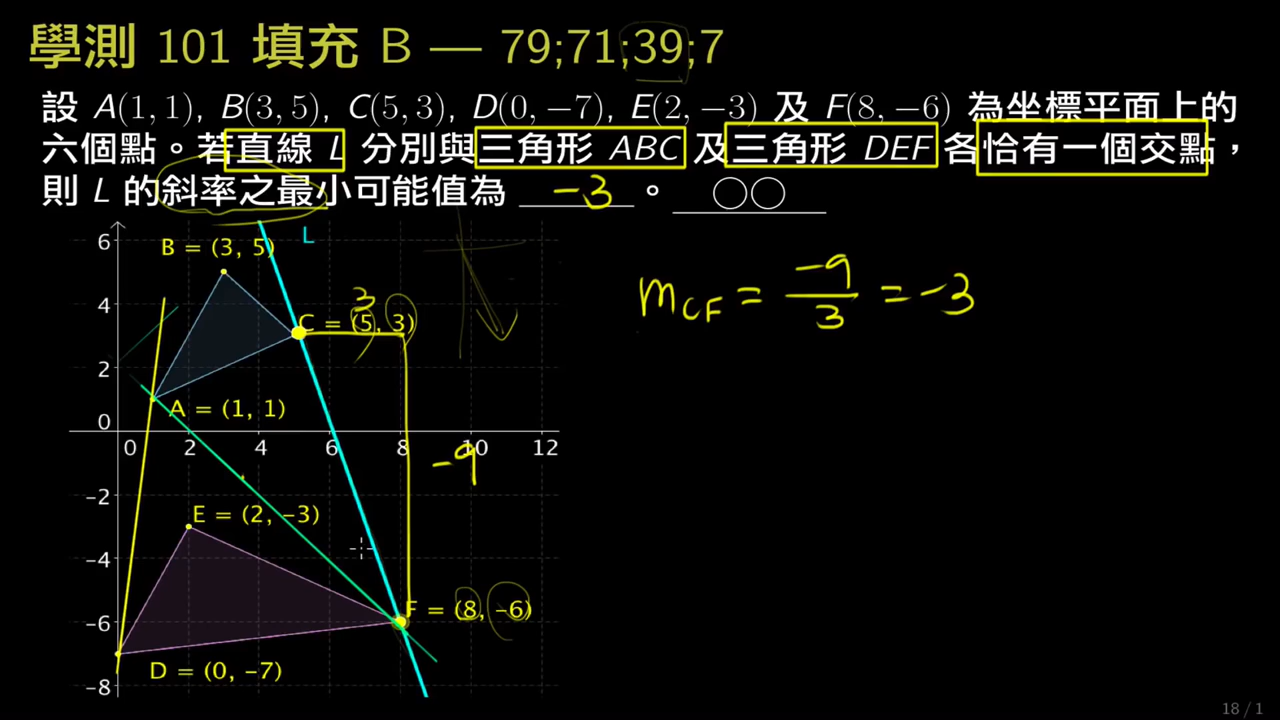 學測 101 填充 B — 79;71;39;7
設 A(1, 1), B(3, 5), C(5, 3), D(0, −7), E(2, −3) 及 F(8, −6) 為坐標平面上的
六個點。若直線 L 分別與三角形 ABC 及三角形 DEF 各恰有一個交點，
則 L 的斜率之最小可能值為 -3 。 ○○
6
L
B = (3, 5)
4
3
C = (5, 3)
2
A = (1, 1)
0
0 2 4 6 8 10 12
-9
−2
E = (2, −3)
−4
−6
F = (8, −6)
D = (0, −7)
−8
mCF = -9/3 = -3
18 / 1